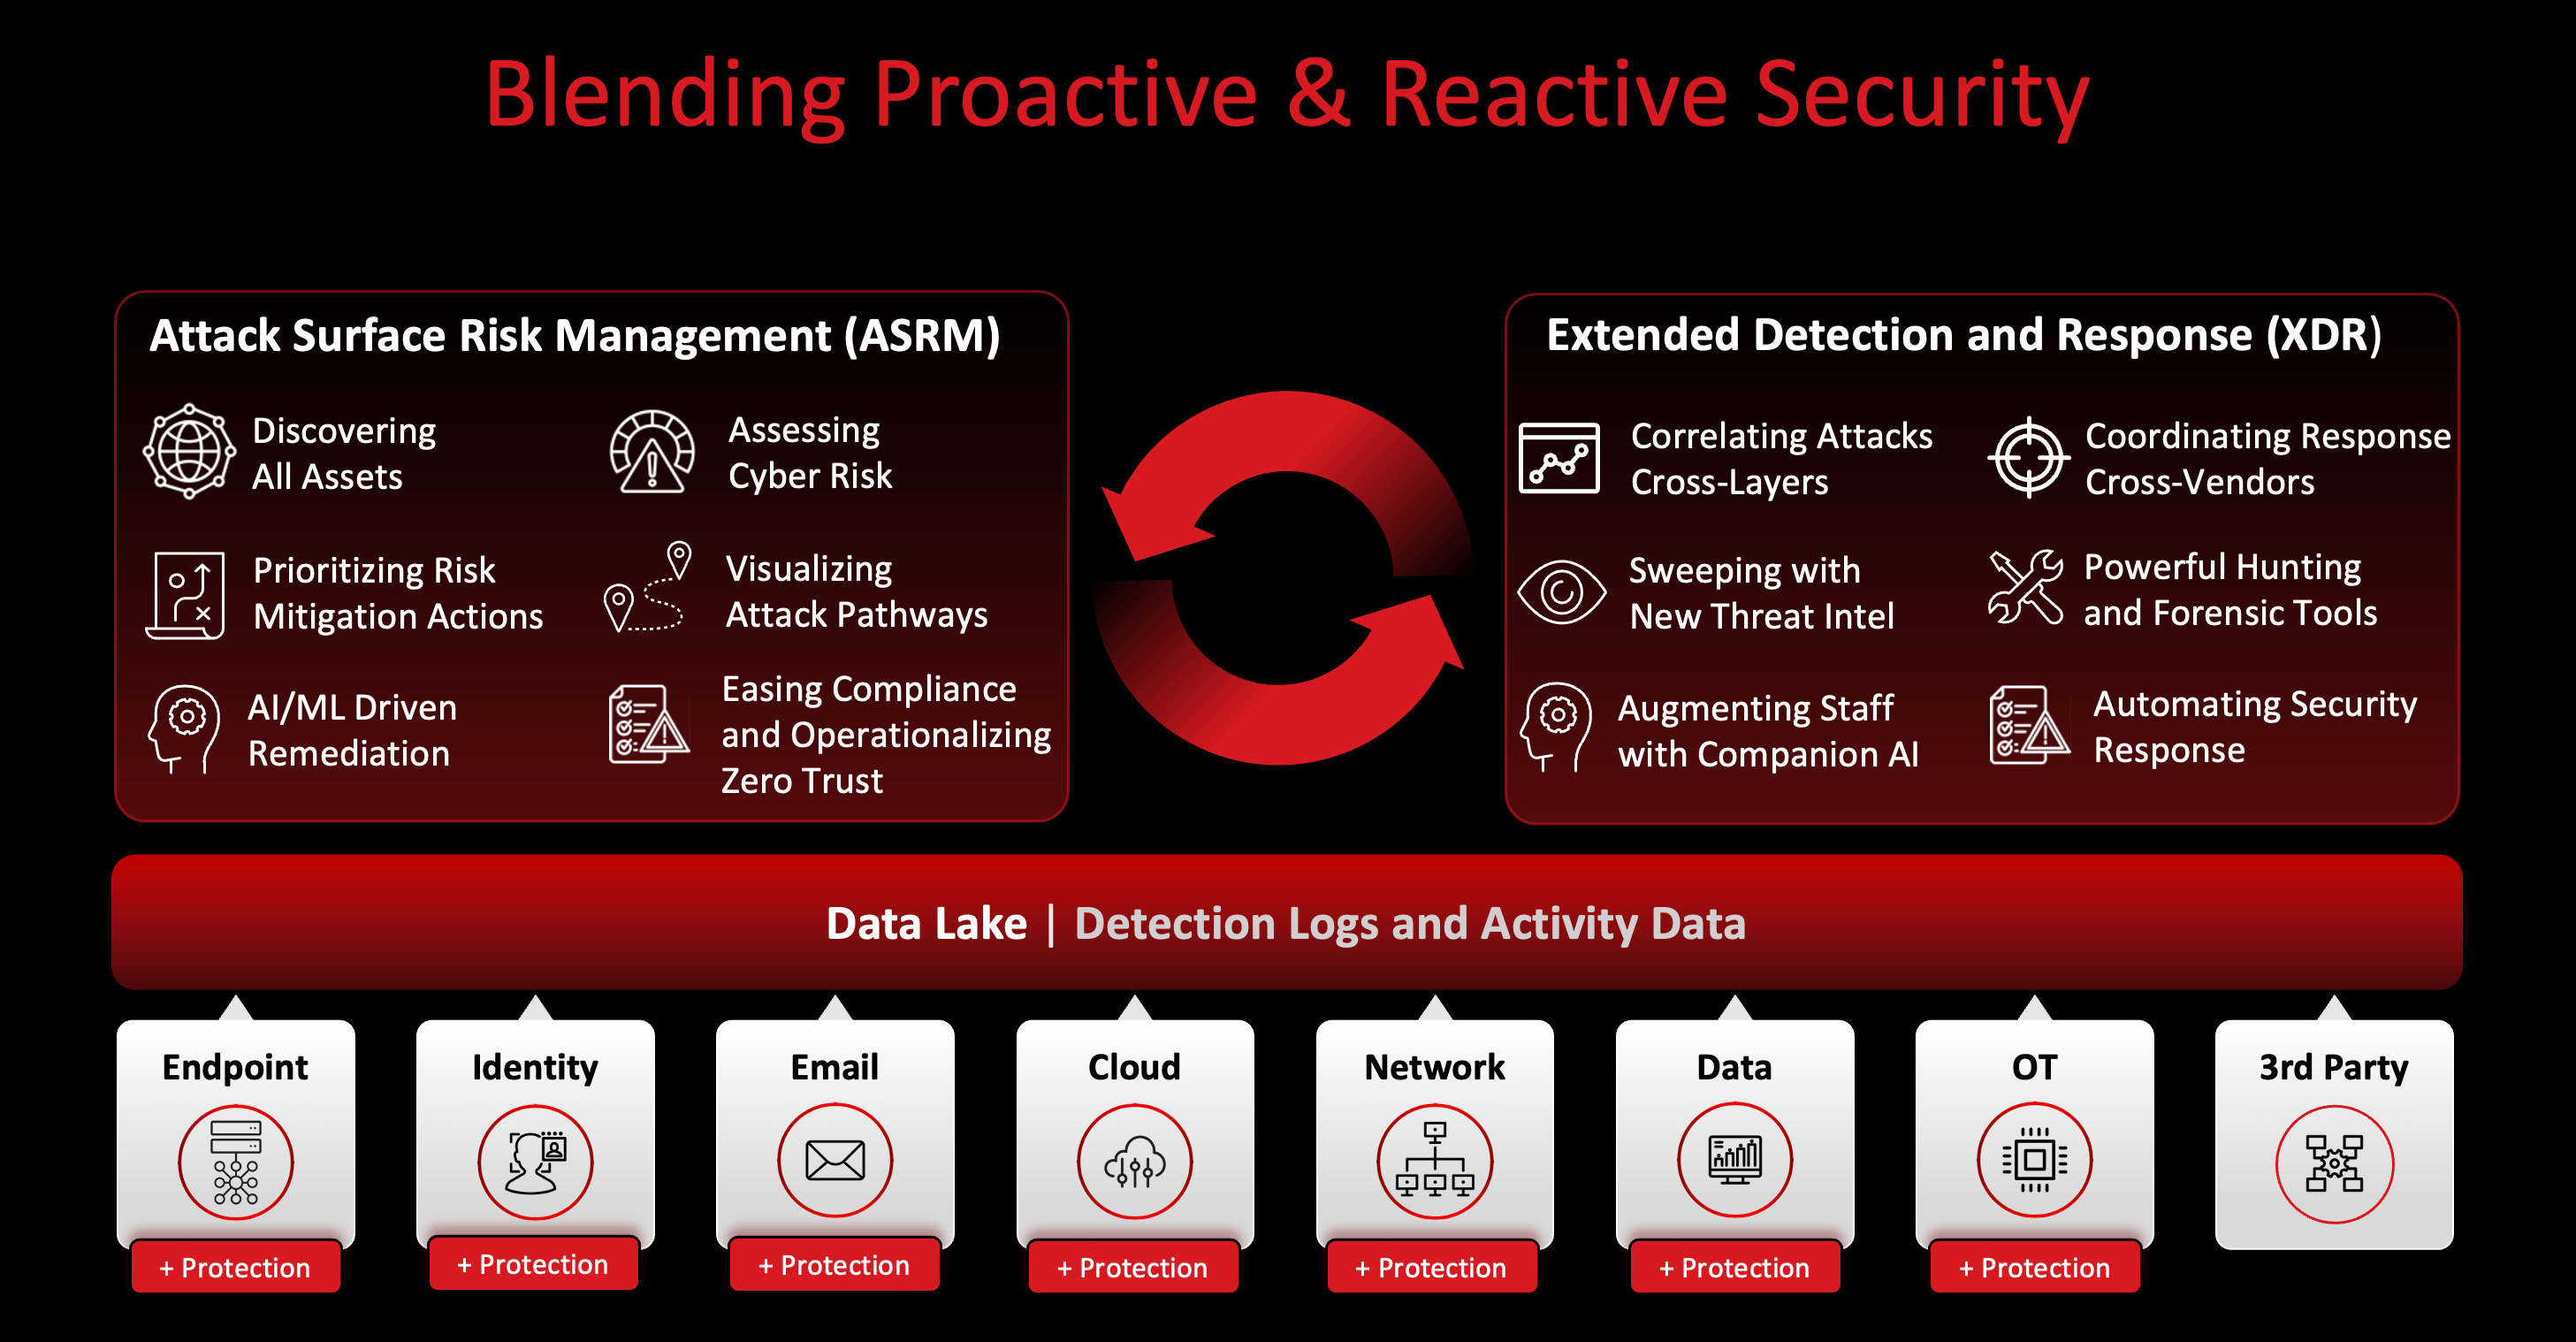 Blending Proactive & Reactive Security
Attack Surface Risk Management (ASRM)
Discovering
All Assets
Assessing
Cyber Risk
Prioritizing Risk
Mitigation Actions
Visualizing
Attack Pathways
AI/ML Driven
Remediation
Easing Compliance
and Operationalizing
Zero Trust
Extended Detection and Response (XDR)
Correlating Attacks
Cross-Layers
Coordinating Response
Cross-Vendors
Sweeping with
New Threat Intel
Powerful Hunting
and Forensic Tools
Augmenting Staff
with Companion AI
Automating Security
Response
Data Lake | Detection Logs and Activity Data
Endpoint
+ Protection
Identity
+ Protection
Email
+ Protection
Cloud
+ Protection
Network
+ Protection
Data
+ Protection
OT
+ Protection
3rd Party